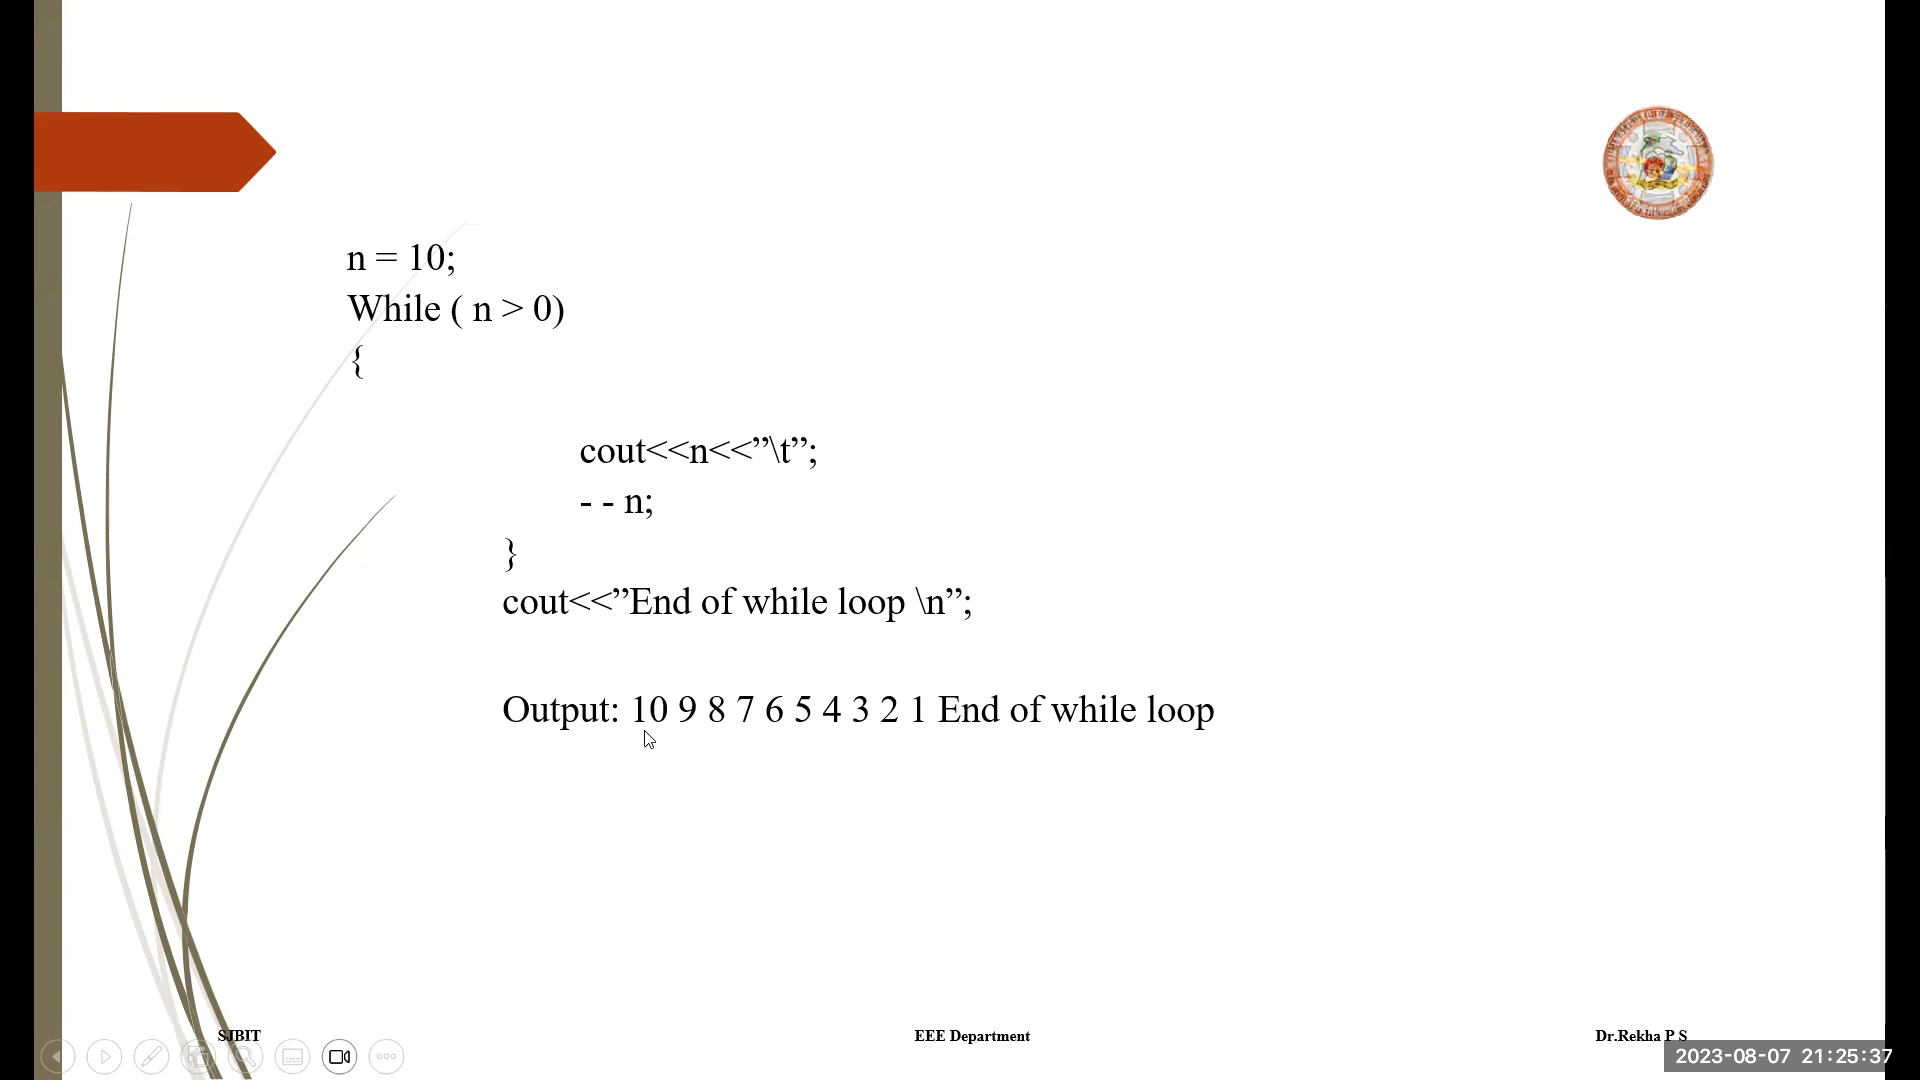 n = 10;
While ( n > 0)
{
cout<<n<<”\t”;
- - n;
}
cout<<”End of while loop \n”;
Output: 10 9 8 7 6 5 4 3 2 1 End of while loop
SJBIT
EEE Department
Dr.Rekha P S
2023-08-07 21:25:37